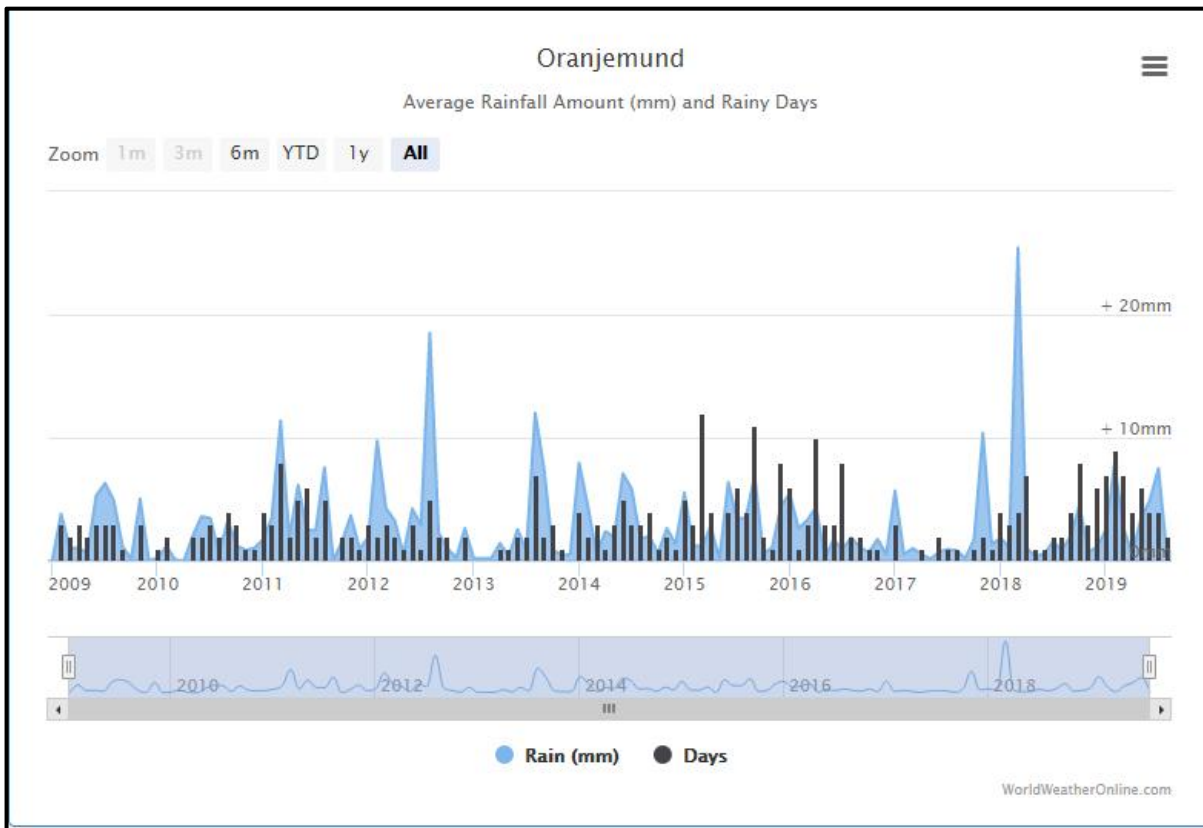 Oranjemund
Average Rainfall Amount (mm) and Rainy Days
Zoom 1m 3m 6m YTD 1y All
+ 20mm
+ 10mm
0mm
2009 2010 2011 2012 2013 2014 2015 2016 2017 2018 2019
2010 2012 2014 2016 2018
Rain (mm) Days
WorldWeatherOnline.com